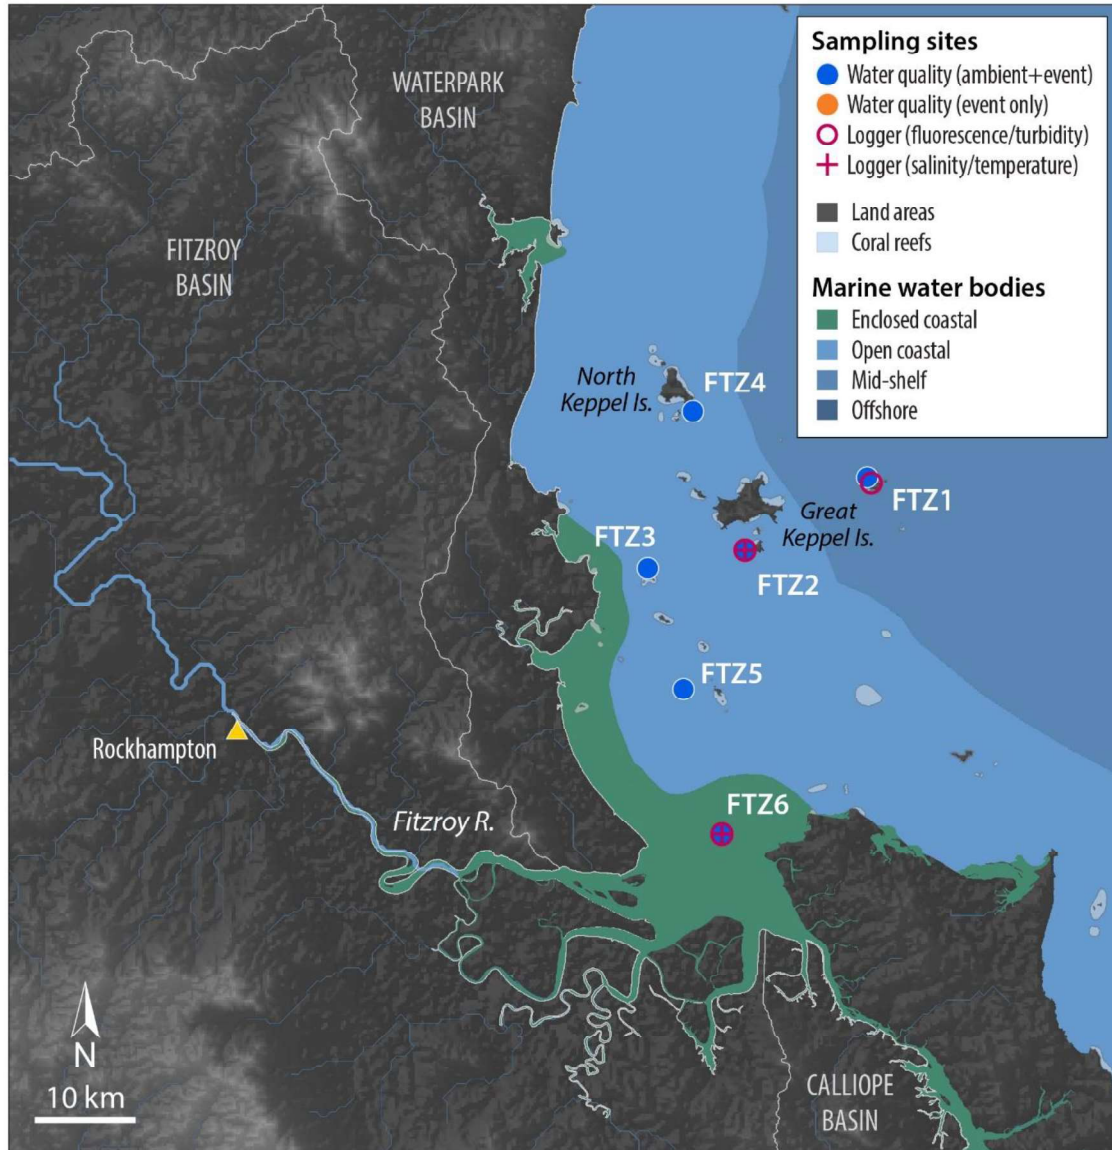 WATERPARK
BASIN
FITZROY
BASIN
Sampling sites
Water quality (ambient+event)
Water quality (event only)
Logger (fluorescence/turbidity)
Logger (salinity/temperature)
Land areas
Coral reefs
Marine water bodies
Enclosed coastal
Open coastal
Mid-shelf
Offshore
North
Keppel Is.
FTZ4
FTZ1
Great
Keppel Is.
FTZ3
FTZ2
FTZ5
Rockhampton
FTZ6
Fitzroy R.
N
10 km
CALLIOPE
BASIN